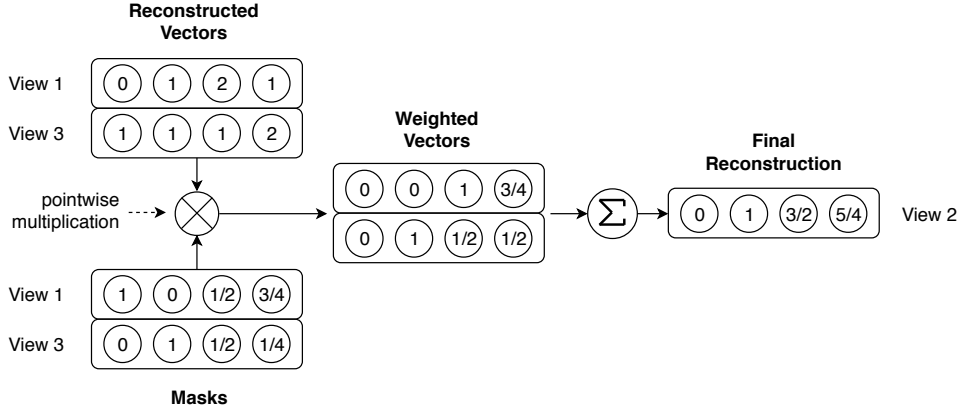 Reconstructed
Vectors
View 1
0 1 2 1
View 3
1 1 1 2
Weighted
Vectors
0 0 1 3/4
0 1 1/2 1/2
Final
Reconstruction
0 1 3/2 5/4
View 2
pointwise
multiplication
Σ
View 1
1 0 1/2 3/4
View 3
0 1 1/2 1/4
Masks